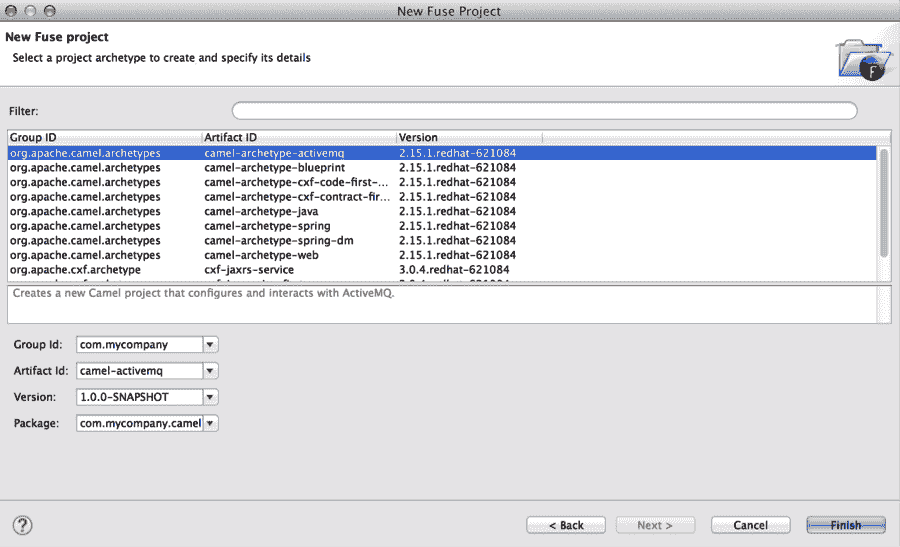 New Fuse Project
New Fuse project
Select a project archetype to create and specify its details
Filter:
Group ID Artifact ID Version
org.apache.camel.archetypes camel-archetype-activemq 2.15.1.redhat-621084
org.apache.camel.archetypes camel-archetype-blueprint 2.15.1.redhat-621084
org.apache.camel.archetypes camel-archetype-cxf-code-first-... 2.15.1.redhat-621084
org.apache.camel.archetypes camel-archetype-cxf-contract-fir... 2.15.1.redhat-621084
org.apache.camel.archetypes camel-archetype-java 2.15.1.redhat-621084
org.apache.camel.archetypes camel-archetype-spring 2.15.1.redhat-621084
org.apache.camel.archetypes camel-archetype-spring-dm 2.15.1.redhat-621084
org.apache.camel.archetypes camel-archetype-web 2.15.1.redhat-621084
org.apache.cxf.archetype cxf-jaxrs-service 3.0.4.redhat-621084
Creates a new Camel project that configures and interacts with ActiveMQ.
Group Id: com.mycompany
Artifact Id: camel-activemq
Version: 1.0.0-SNAPSHOT
Package: com.mycompany.camel
? < Back Next > Cancel Finish